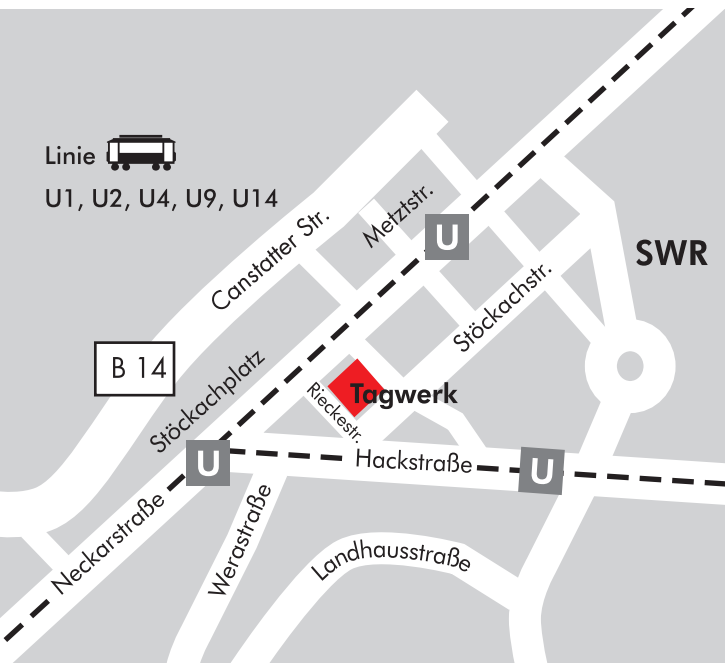 Linie
U1, U2, U4, U9, U14
Canstatter Str.
Metztstr.
U
SWR
Stöckachstr.
B 14
Stöckachplatz
Tagwerk
Rieckestr.
U
Hackstraße
U
Neckarstraße
Werastraße
Landhausstraße